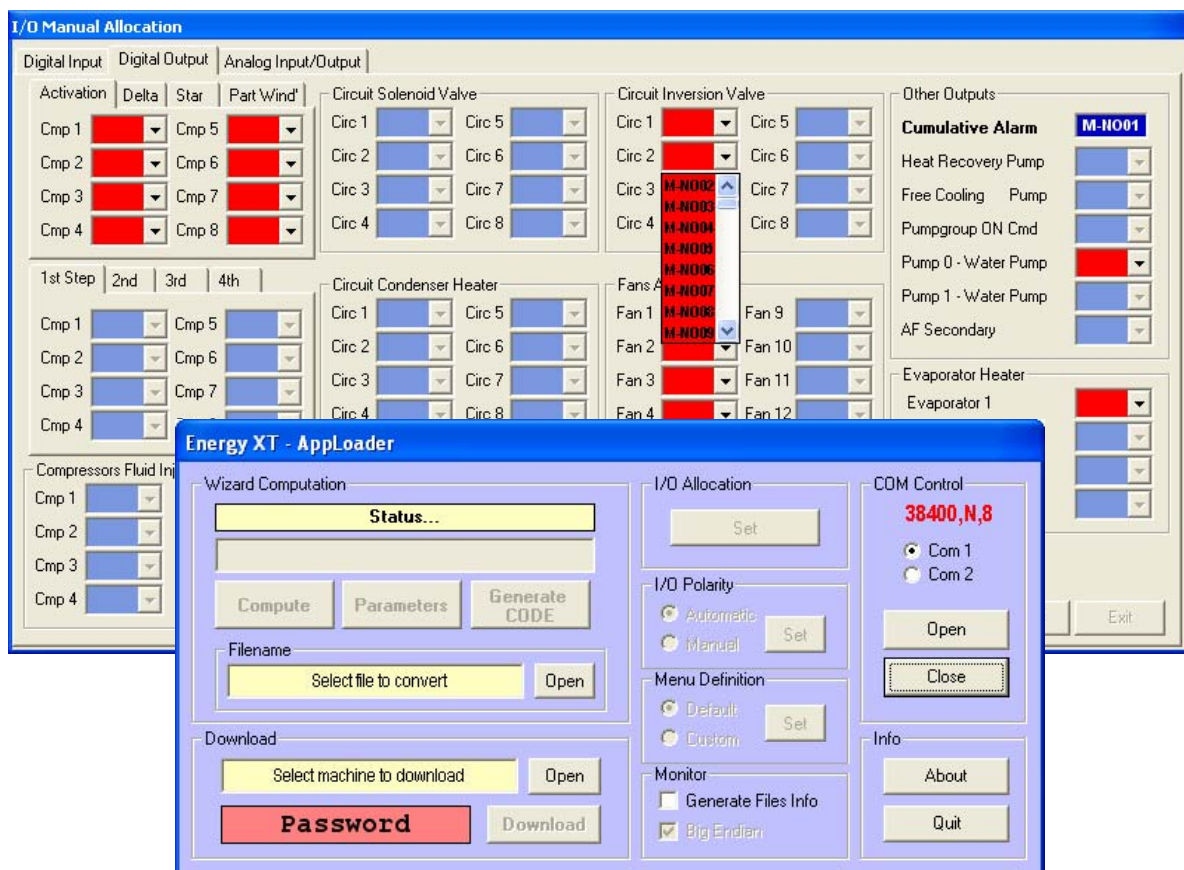 I/O Manual Allocation
Digital Input Digital Output Analog Input/Output
Activation Delta Star Part Wind'
Cmp 1 Cmp 5
Cmp 2 Cmp 6
Cmp 3 Cmp 7
Cmp 4 Cmp 8
Circuit Solenoid Valve
Circ 1 Circ 5
Circ 2 Circ 6
Circ 3 Circ 7
Circ 4 Circ 8
Circuit Inversion Valve
Circ 1 Circ 5
Circ 2 Circ 6
Circ 3 Circ 7
Circ 4 Circ 8
M-NO02
M-NO03
M-NO04
M-NO05
M-NO06
M-NO07
M-NO08
M-NO09
Other Outputs
Cumulative Alarm M-NO01
Heat Recovery Pump
Free Cooling Pump
Pumpgroup ON Cmd
Pump 0 - Water Pump
Pump 1 - Water Pump
AF Secondary
1st Step 2nd 3rd 4th
Cmp 1 Cmp 5
Cmp 2 Cmp 6
Cmp 3 Cmp 7
Cmp 4
Circuit Condenser Heater
Circ 1 Circ 5
Circ 2 Circ 6
Circ 3 Circ 7
Circ 4 Circ 8
Fans
Fan 1 Fan 9
Fan 2 Fan 10
Fan 3 Fan 11
Fan 4 Fan 12
Evaporator Heater
Evaporator 1
Compressors Fluid
Cmp 1
Cmp 2
Cmp 3
Cmp 4
Exit
Energy XT - AppLoader
Wizard Computation
Status...
Compute Parameters Generate CODE
Filename
Select file to convert Open
Download
Select machine to download Open
Password Download
I/O Allocation
Set
I/O Polarity
Automatic
Manual
Set
Menu Definition
Default
Custom
Set
Monitor
Generate Files Info
Big Endian
COM Control
38400,N,8
Com 1
Com 2
Open
Close
Info
About
Quit